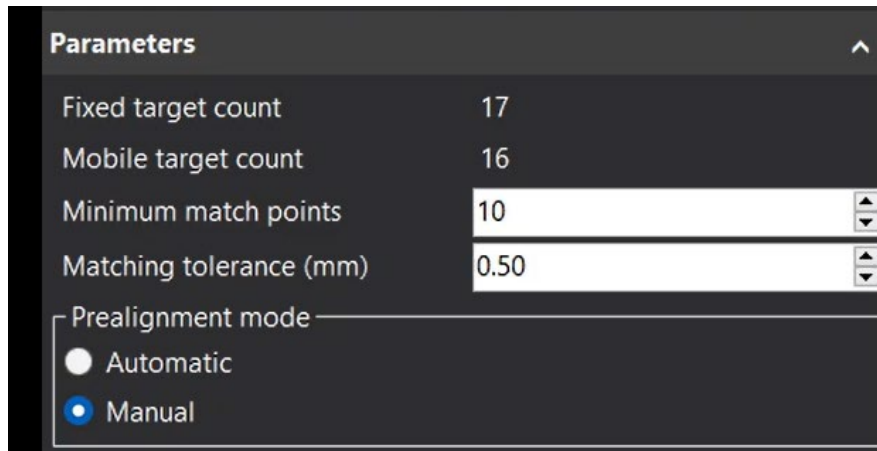 Parameters
Fixed target count 17
Mobile target count 16
Minimum match points 10
Matching tolerance (mm) 0.50
Prealignment mode
Automatic
Manual